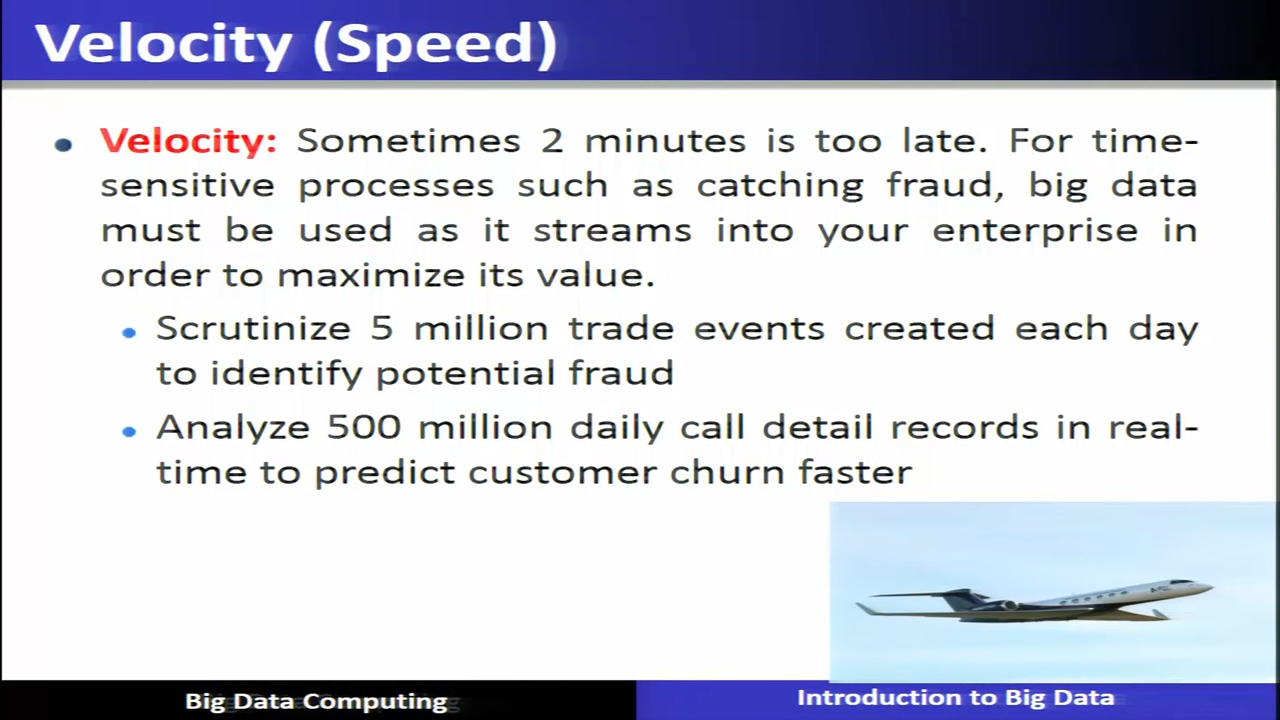 Velocity (Speed)
Velocity: Sometimes 2 minutes is too late. For time-
sensitive processes such as catching fraud, big data
must be used as it streams into your enterprise in
order to maximize its value.
Scrutinize 5 million trade events created each day
to identify potential fraud
Analyze 500 million daily call detail records in real-
time to predict customer churn faster
Big Data Computing
Introduction to Big Data